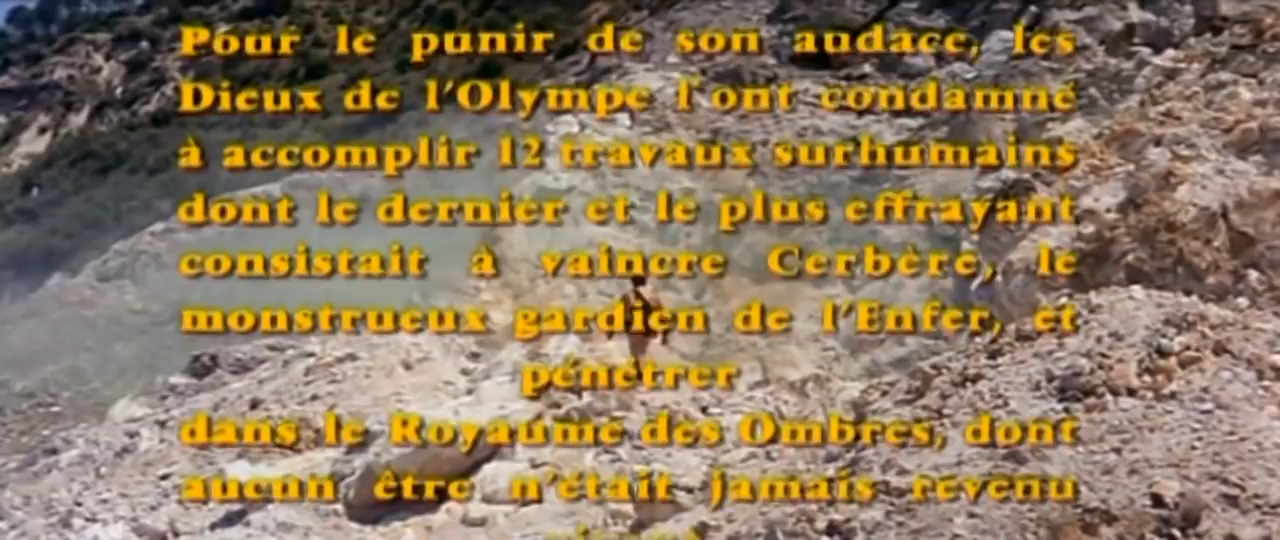 Pour le punir de son audace, les
Dieux de l'Olympe l'ont condamné
à accomplir 12 travaux surhumains
dont le dernier et le plus effrayant
consistait à vaincre Cerbère, le
monstrueux gardien de l'Enfer, et
pénétrer
dans le Royaume des Ombres, dont
aucun être n'était jamais revenu